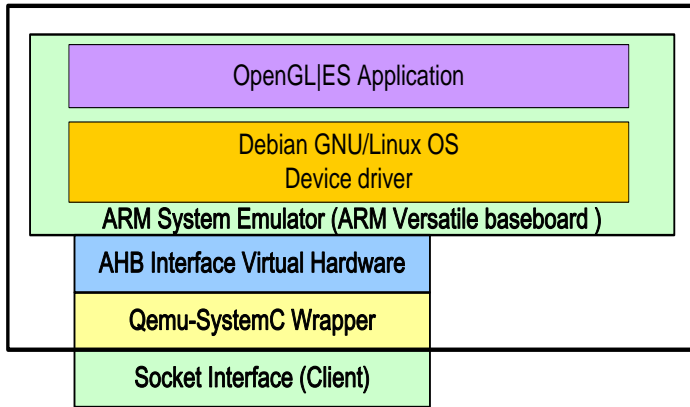 OpenGL|ES Application
Debian GNU/Linux OS
Device driver
ARM System Emulator (ARM Versatile baseboard )
AHB Interface Virtual Hardware
Qemu-SystemC Wrapper
Socket Interface (Client)